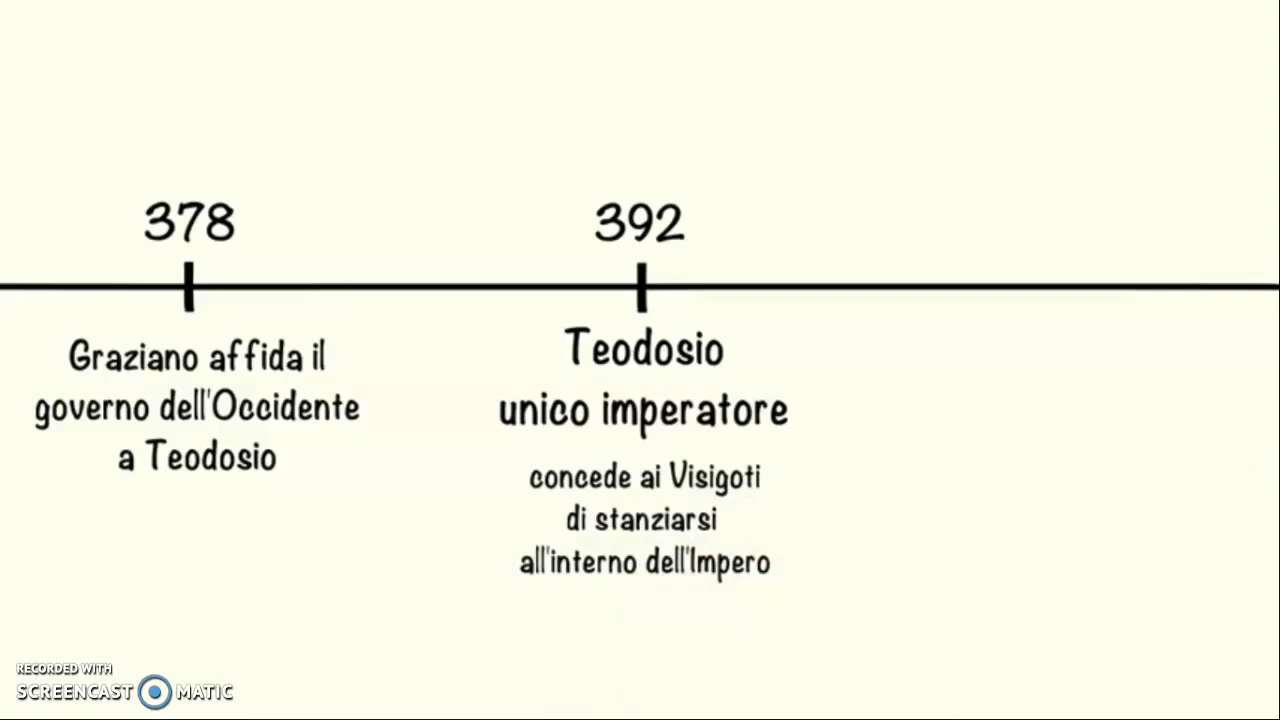 378
392
Graziano affida il
governo dell'Occidente
a Teodosio
Teodosio
unico imperatore
concede ai Visigoti
di stanziarsi
all'interno dell'Impero
RECORDED WITH
SCREENCAST MATIC